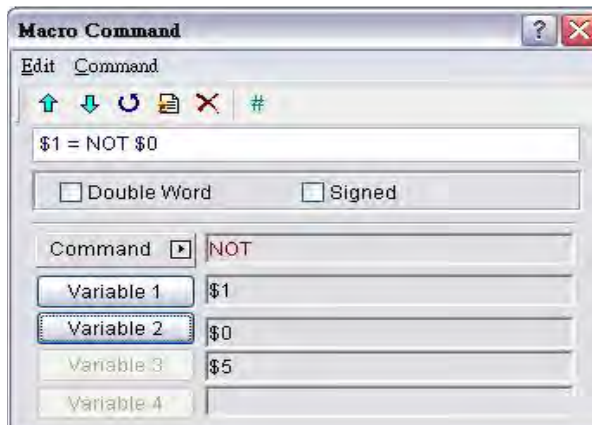 Macro Command
Edit Command
#
$1 = NOT $0
Double Word Signed
Command NOT
Variable 1 $1
Variable 2 $0
Variable 3 $5
Variable 4